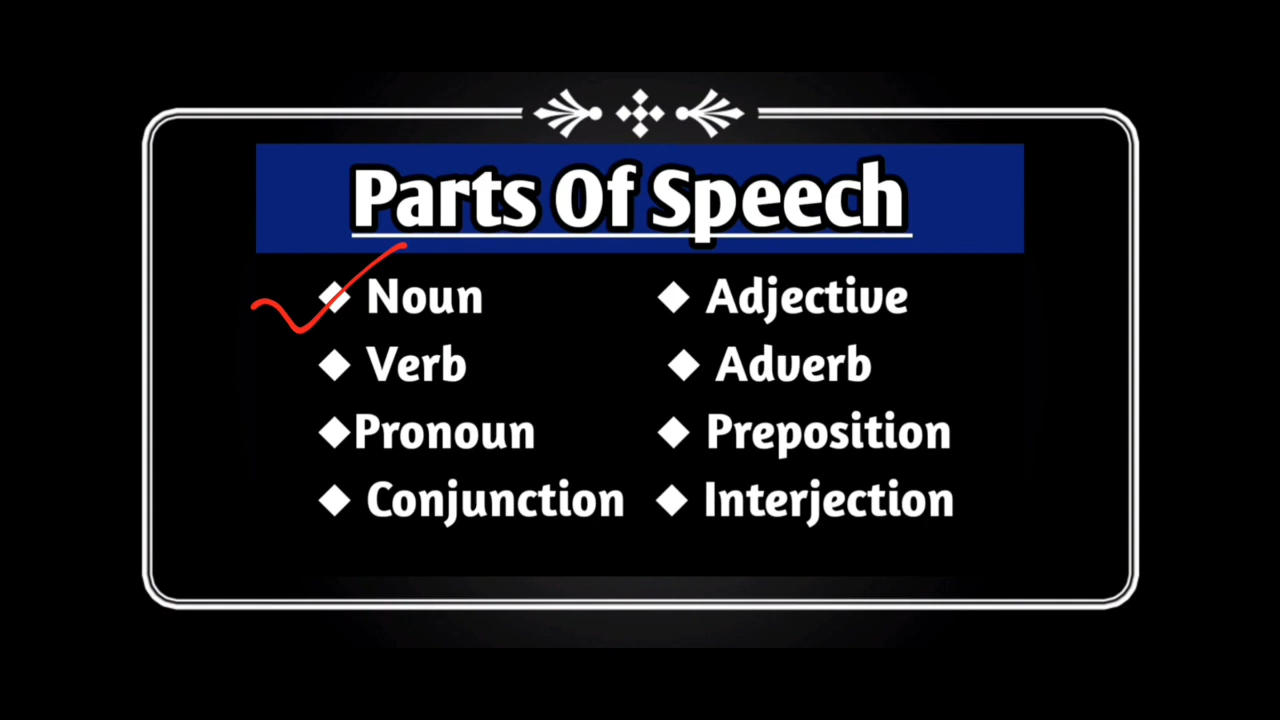 Parts Of Speech
◆ Noun
◆ Verb
◆Pronoun
◆ Conjunction
◆ Adjective
◆ Adverb
◆ Preposition
◆ Interjection